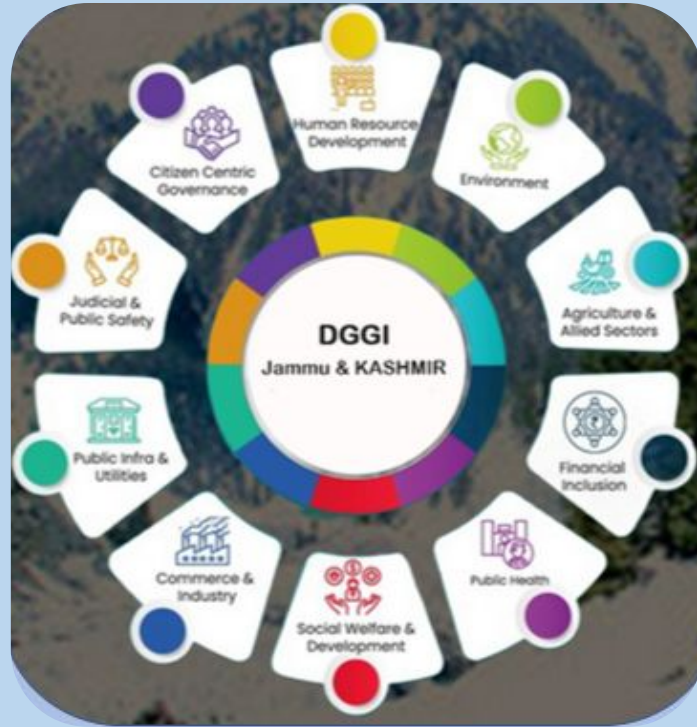 DGGI
Jammu & KASHMIR
Human Resource
Development
Environment
Agriculture &
Allied Sectors
Financial
Inclusion
Public Health
Social Welfare &
Development
Commerce &
Industry
Public Infra &
Utilities
Judicial &
Public Safety
Citizen Centric
Governance